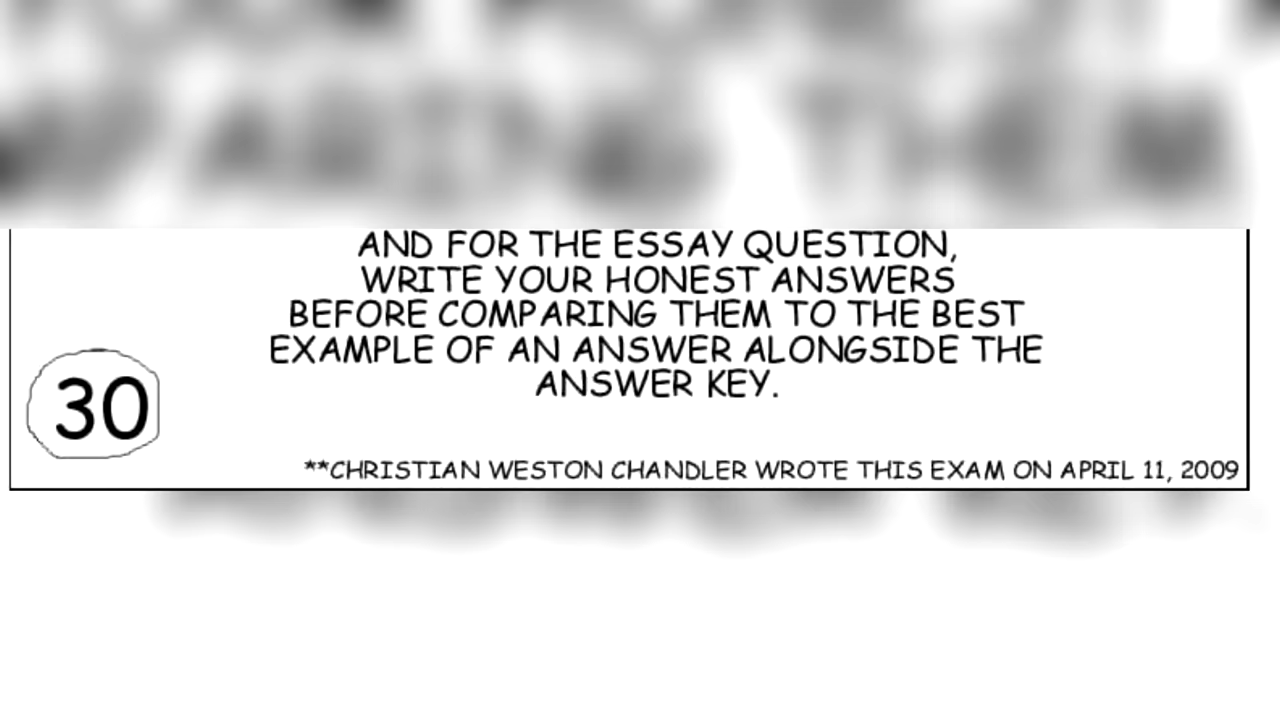 AND FOR THE ESSAY QUESTION,
WRITE YOUR HONEST ANSWERS
BEFORE COMPARING THEM TO THE BEST
EXAMPLE OF AN ANSWER ALONGSIDE THE
ANSWER KEY.
30
**CHRISTIAN WESTON CHANDLER WROTE THIS EXAM ON APRIL 11, 2009